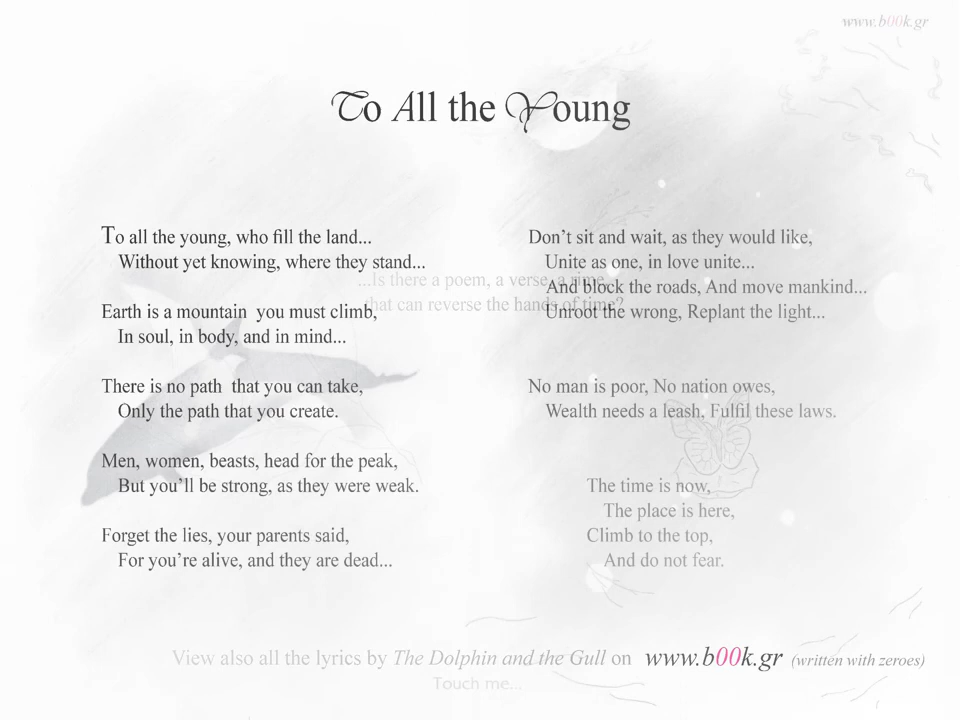 www.b00k.gr
To All the Young
To all the young, who fill the land...
Without yet knowing, where they stand...
Earth is a mountain you must climb,
In soul, in body, and in mind...
There is no path that you can take,
Only the path that you create.
Men, women, beasts, head for the peak,
But you'll be strong, as they were weak.
Forget the lies, your parents said,
For you're alive, and they are dead...
...Is there a poem, a verse, a rime,
that can reverse the hands of time?
Don't sit and wait, as they would like,
Unite as one, in love unite...
And block the roads, And move mankind...
Unroot the wrong, Replant the light...
No man is poor, No nation owes,
Wealth needs a leash, Fulfil these laws.
The time is now,
The place is here,
Climb to the top,
And do not fear.
View also all the lyrics by The Dolphin and the Gull on www.b00k.gr (written with zeroes)
Touch me...